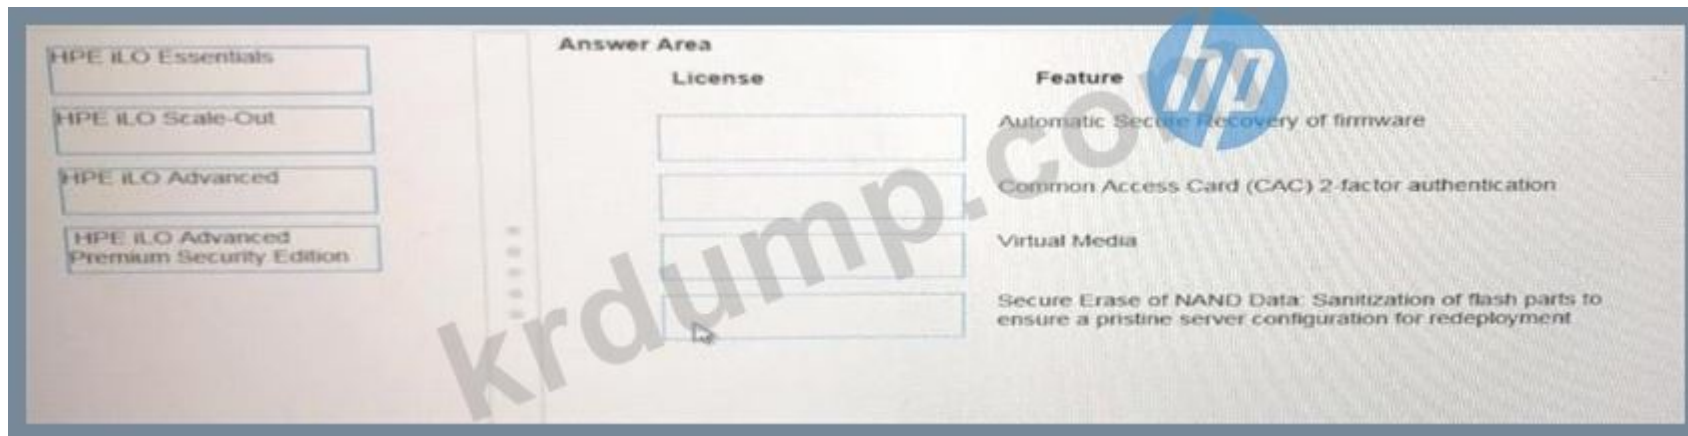 HPE iLO Essentials
HPE iLO Scale-Out
HPE iLO Advanced
HPE iLO Advanced
Premium Security Edition
Answer Area
License
Feature
Automatic Secure Recovery of firmware
Common Access Card (CAC) 2-factor authentication
Virtual Media
Secure Erase of NAND Data: Sanitization of flash parts to
ensure a pristine server configuration for redeployment
hp
krdump.com